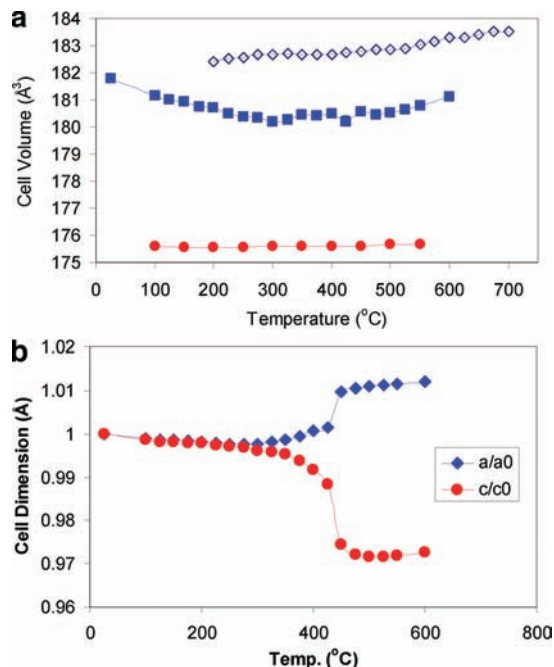 a
184
183
182
181
180
179
178
177
176
175
Cell Volume (Å³)
0 100 200 300 400 500 600 700
Temperature (°C)
b
1.02
1.01
1
0.99
0.98
0.97
0.96
Cell Dimension (Å)
a/a0
c/c0
0 200 400 600 800
Temp. (°C)